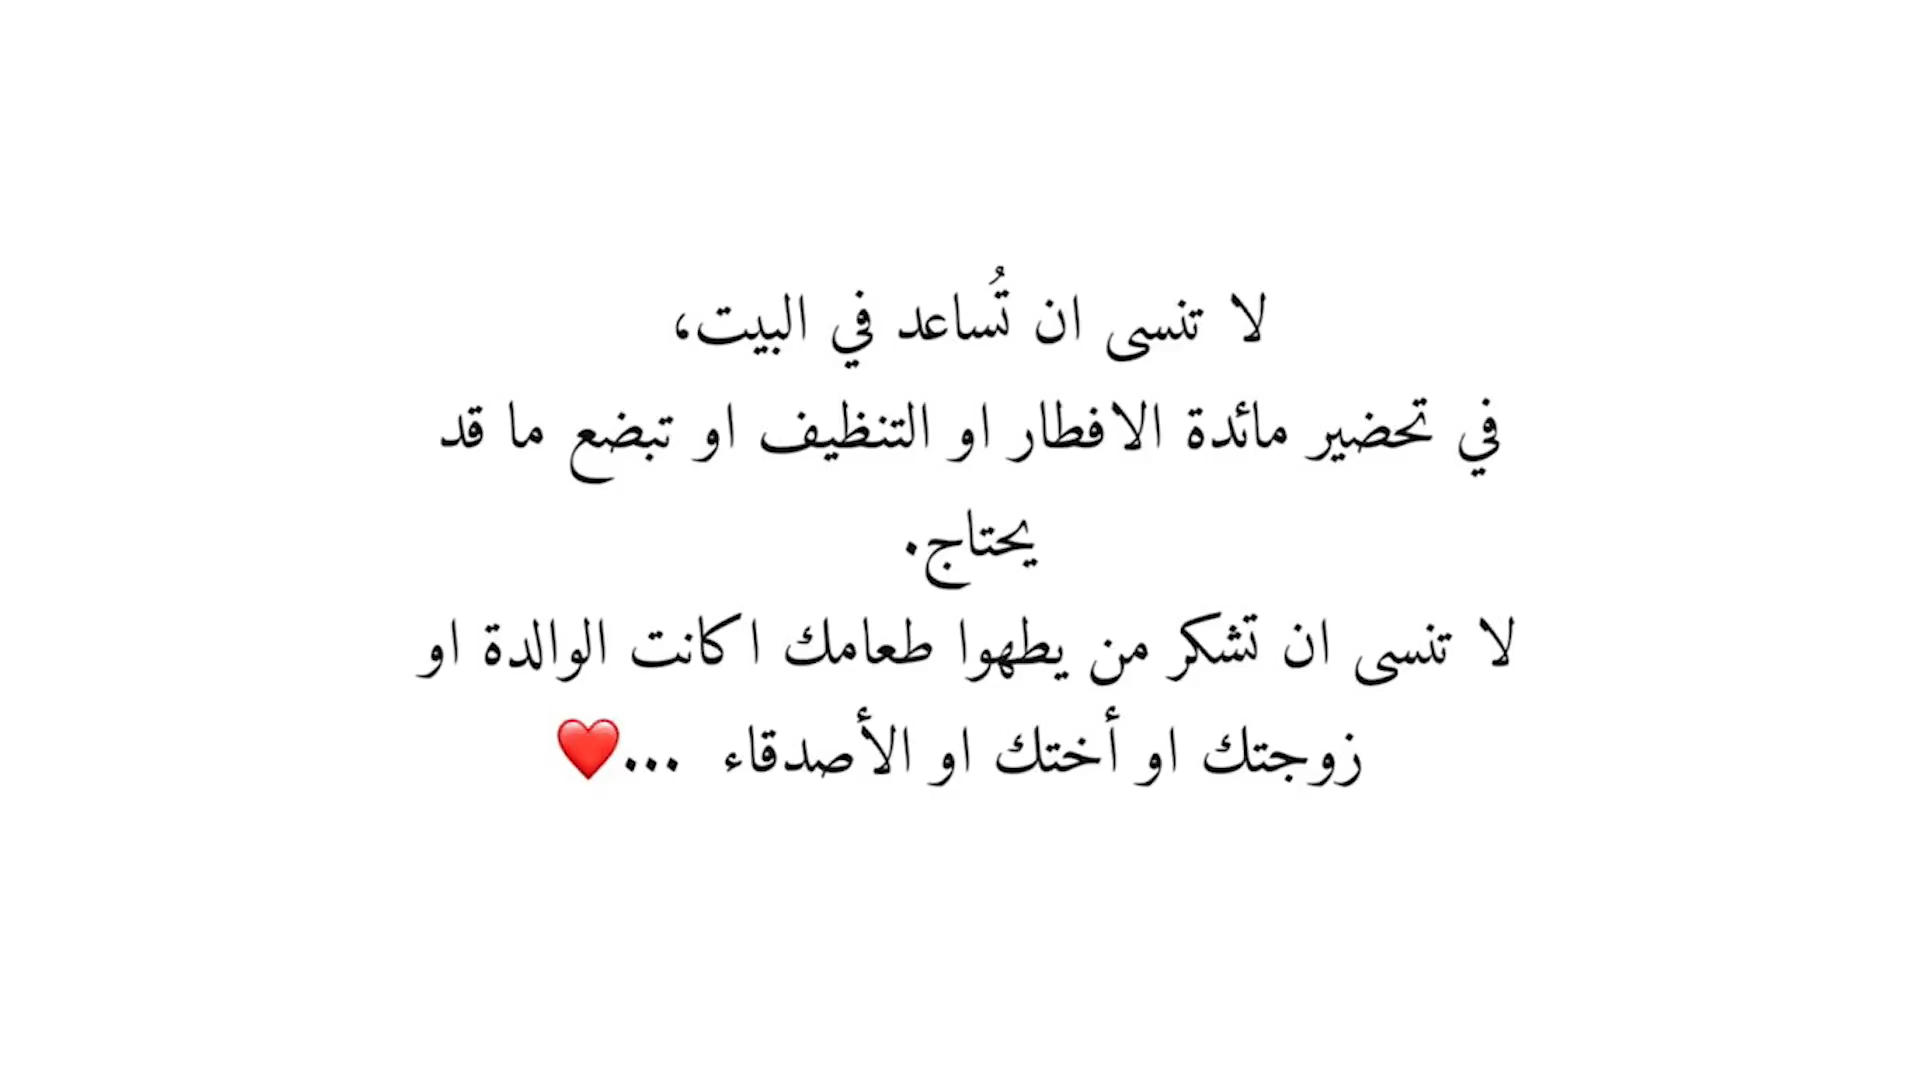 لا تنسى ان تُساعد في البيت،
في تحضير مائدة الافطار او التنظيف او تبضع ما قد
يحتاج.
لا تنسى ان تشكر من يطهوا طعامك اكانت الوالدة او
زوجتك او أختك او الأصدقاء ...❤️